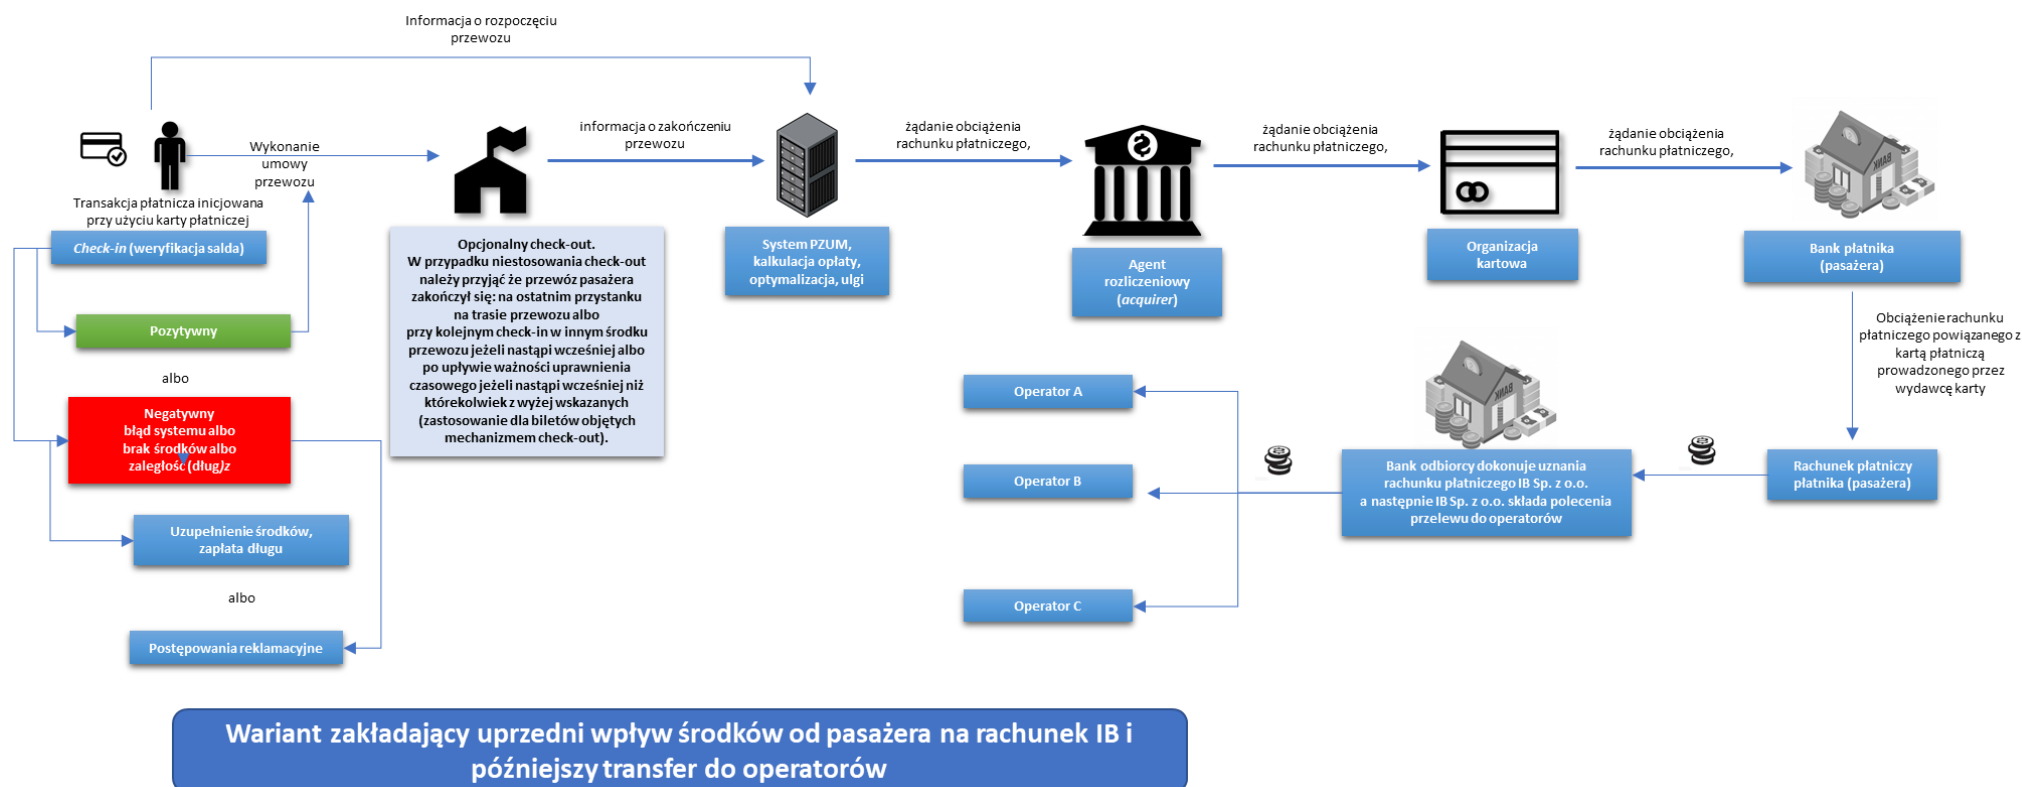 Informacja o rozpoczęciu
przewozu
Wykonanie
umowy
przewozu
informacja o zakończeniu
przewozu
żądanie obciążenia
rachunku płatniczego,
żądanie obciążenia
rachunku płatniczego,
żądanie obciążenia
rachunku płatniczego,
Transakcja płatnicza inicjowana
przy użyciu karty płatniczej
Check-in (weryfikacja salda)
Pozytywny
albo
Negatywny
błąd systemu albo
brak środków albo
zaległość (dług)z
Uzupełnienie środków,
zapłata długu
albo
Postępowania reklamacyjne
Opcjonalny check-out.
W przypadku niestosowania check-out
należy przyjąć że przewóz pasażera
zakończył się: na ostatnim przystanku
na trasie przewozu albo
przy kolejnym check-in w innym środku
przewozu jeżeli nastąpi wcześniej albo
po upływie ważności uprawnienia
czasowego jeżeli nastąpi wcześniej niż
którekolwiek z wyżej wskazanych
(zastosowanie dla biletów objętych
mechanizmem check-out).
System PZUM,
kalkulacja opłaty,
optymalizacja, ulgi
Agent
rozliczeniowy
(acquirer)
Organizacja
kartowa
BANK
Bank płatnika
(pasażera)
Obciążenie rachunku
płatniczego powiązanego z
kartą płatniczą
prowadzonego przez
wydawcę karty
Rachunek płatniczy
płatnika (pasażera)
BANK
Bank odbiorcy dokonuje uznania
rachunku płatniczego IB Sp. z o.o.
a następnie IB Sp. z o.o. składa polecenia
przelewu do operatorów
Operator A
Operator B
Operator C
Wariant zakładający uprzedni wpływ środków od pasażera na rachunek IB i
późniejszy transfer do operatorów